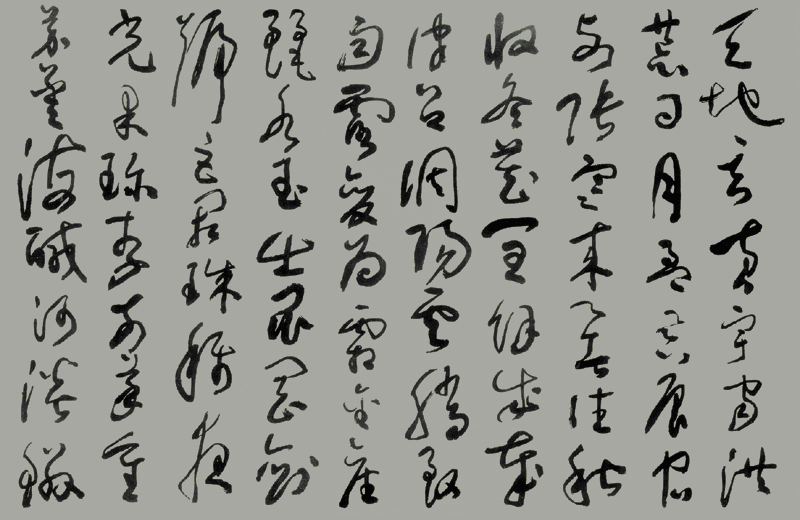 天地玄黃宇宙洪
荒日月盈昃辰宿
列張寒來暑往秋
收冬藏閏餘成歲
律呂調陽雲騰致
雨露結為霜金生
麗水玉出崑岡劍
號巨闕珠稱夜
光果珍李柰菜重
芥薑海鹹河淡鱗